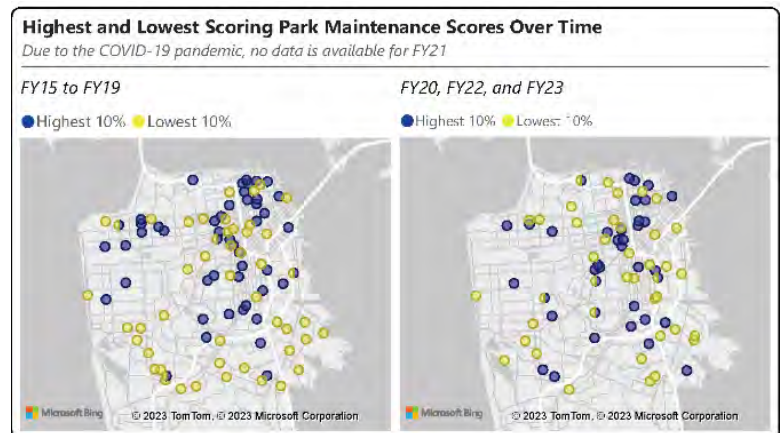 Highest and Lowest Scoring Park Maintenance Scores Over Time
Due to the COVID-19 pandemic, no data is available for FY21
FY15 to FY19
Highest 10% Lowest 10%
Microsoft Bing
© 2023 TomTom, © 2023 Microsoft Corporation
FY20, FY22, and FY23
Highest 10% Lowest 10%
Microsoft Bing
© 2023 TomTom, © 2023 Microsoft Corporation